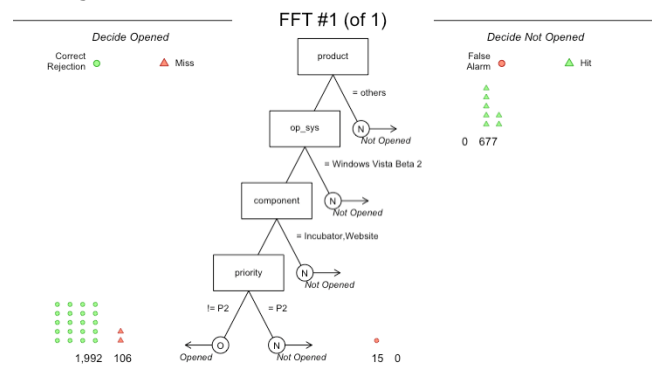 FFT #1 (of 1)
Decide Opened
Decide Not Opened
Correct
Rejection
Miss
False
Alarm
Hit
product
= others
N
Not Opened
0 677
op_sys
= Windows Vista Beta 2
N
Not Opened
component
= Incubator,Website
N
Not Opened
priority
!= P2
= P2
O
Opened
N
Not Opened
1,992 106
15 0